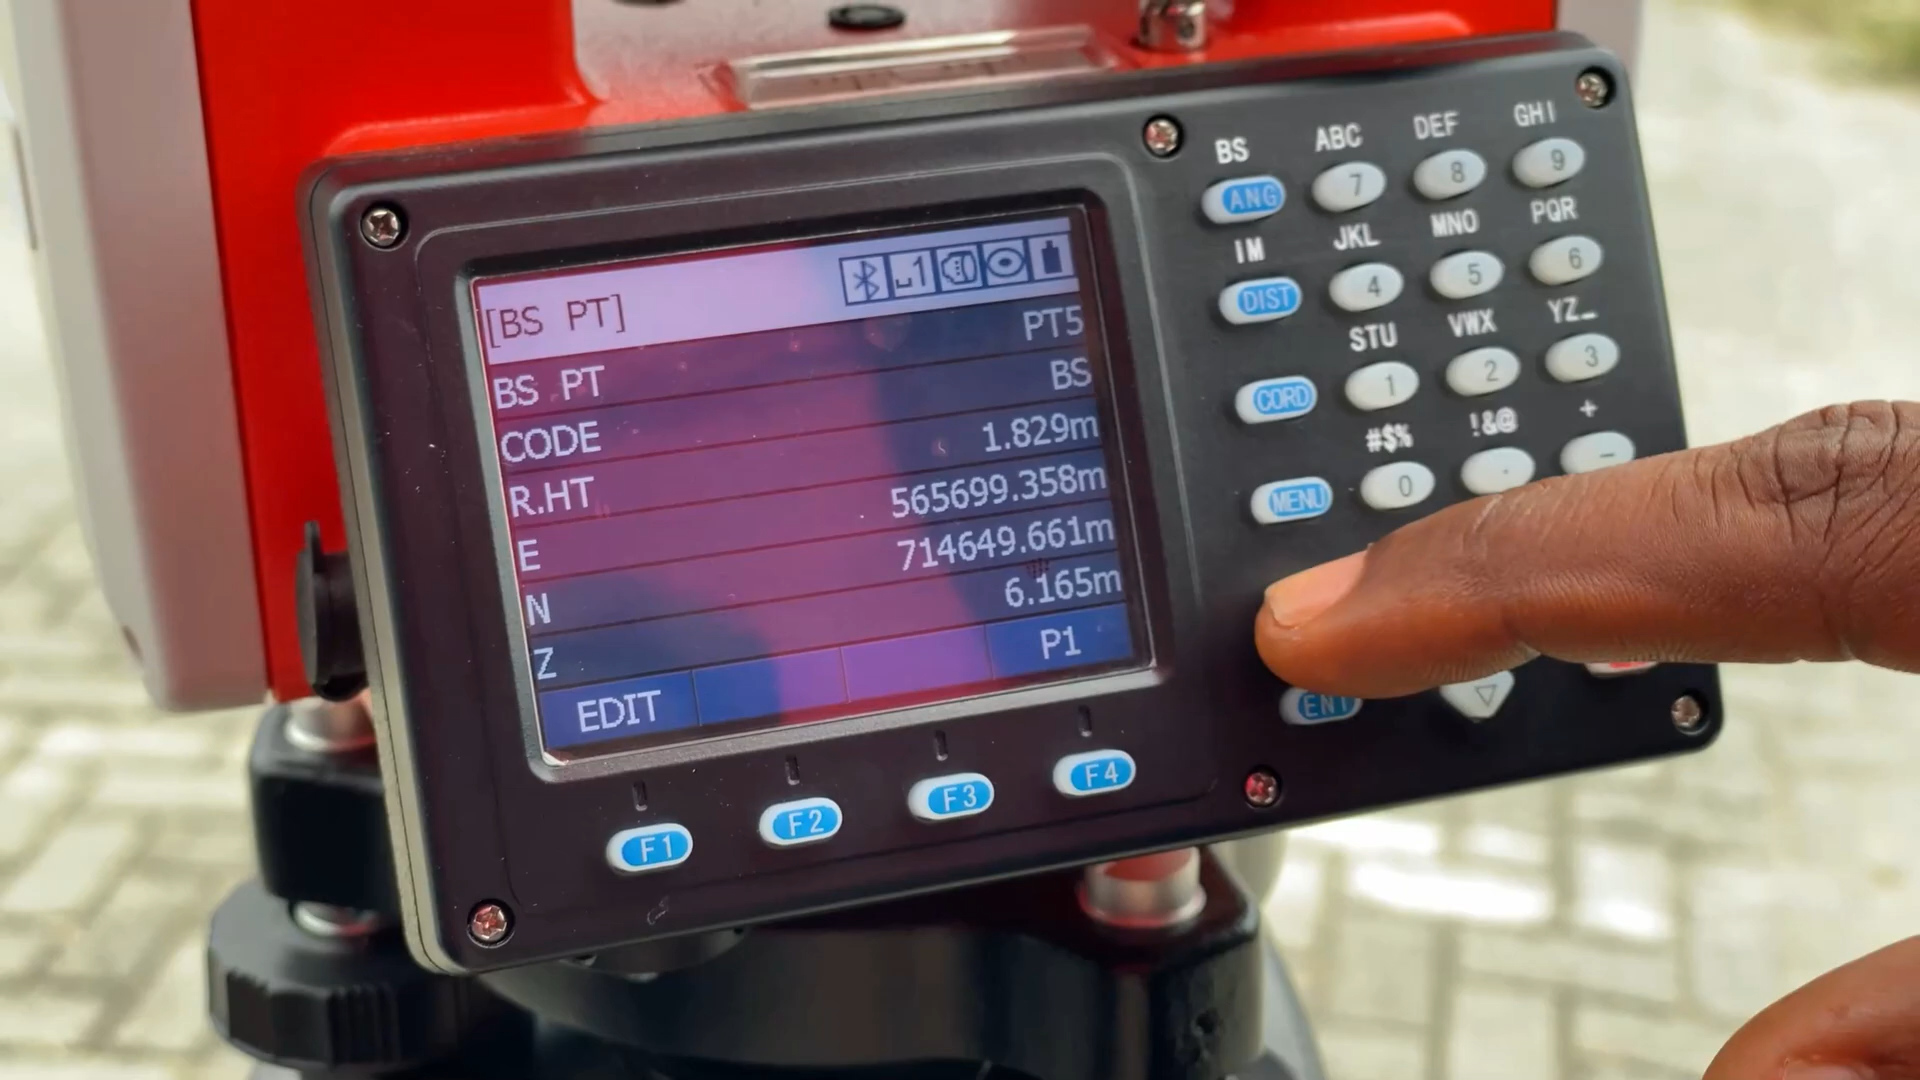 [BS PT] 1
BS PT PT5
CODE BS
R.HT 1.829m
E 565699.358m
N 714649.661m
Z 6.165m
EDIT P1
F1 F2 F3 F4
BS ABC DEF GHI
ANG 7 8 9
IM JKL MNO PQR
DIST 4 5 6
STU VWX YZ_
CORD 1 2 3
#$% !&@ +
MENU 0 . -
ENT